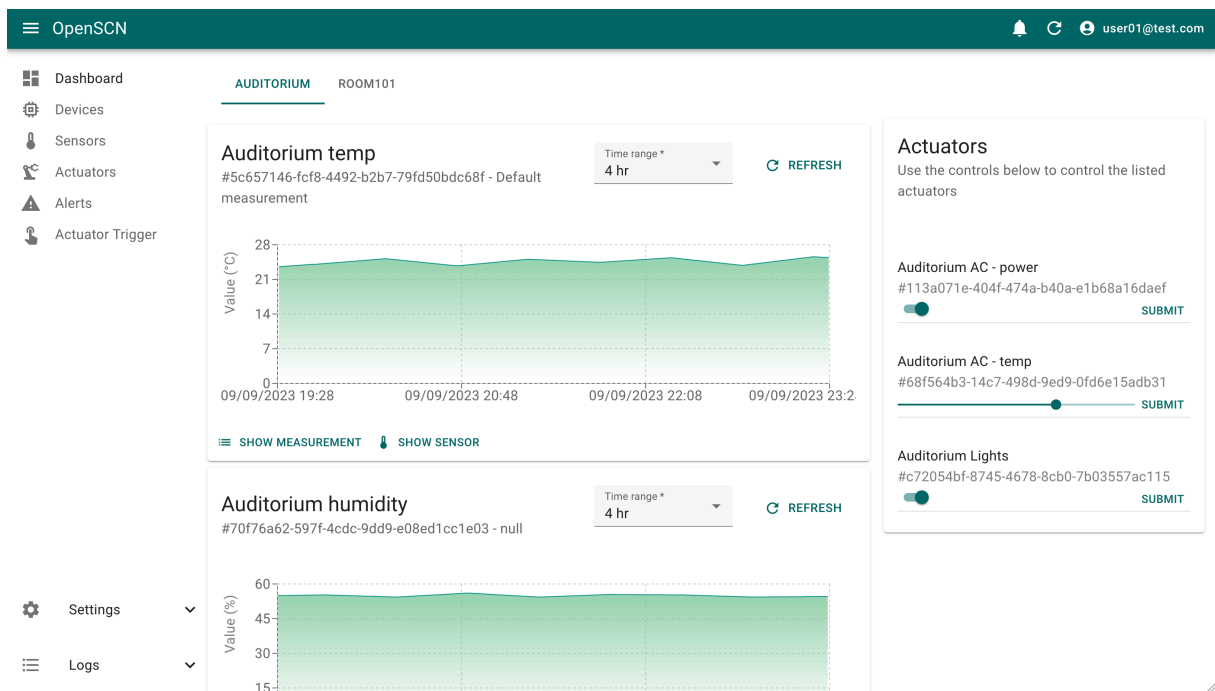 OpenSCN
user01@test.com
Dashboard
Devices
Sensors
Actuators
Alerts
Actuator Trigger
Settings
Logs
AUDITORIUM
ROOM101
Auditorium temp
#5c657146-fcf8-4492-b2b7-79fd50bdc68f - Default
measurement
Time range *
4 hr
REFRESH
Value (°C)
28
21
14
7
0
09/09/2023 19:28
09/09/2023 20:48
09/09/2023 22:08
09/09/2023 23:2
SHOW MEASUREMENT
SHOW SENSOR
Auditorium humidity
#70f76a62-597f-4cdc-9dd9-e08ed1cc1e03 - null
Time range *
4 hr
REFRESH
Value (%)
60
45
30
15
Actuators
Use the controls below to control the listed
actuators
Auditorium AC - power
#113a071e-404f-474a-b40a-e1b68a16daef
SUBMIT
Auditorium AC - temp
#68f564b3-14c7-498d-9ed9-0fd6e15adb31
SUBMIT
Auditorium Lights
#c72054bf-8745-4678-8cb0-7b03557ac115
SUBMIT